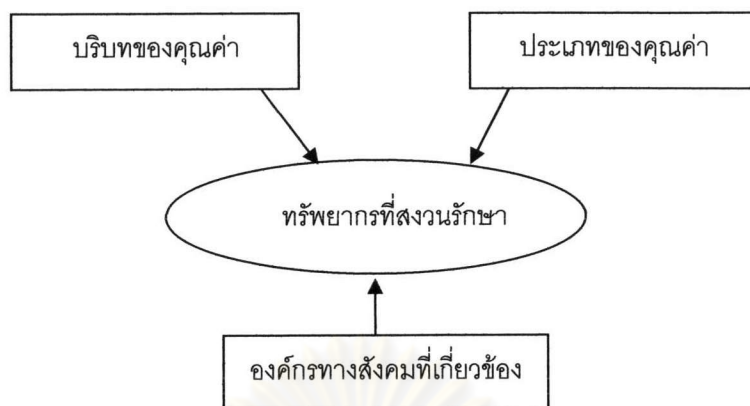 บริบทของคุณค่า
ประเภทของคุณค่า
ทรัพยากรที่สงวนรักษา
องค์กรทางสังคมที่เกี่ยวข้อง